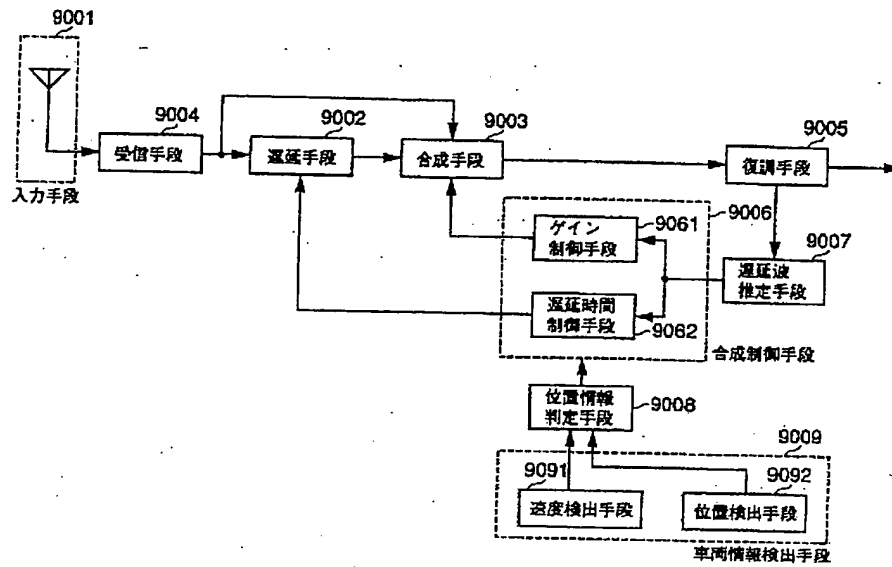 9001
9004
9002
9003
9005
受信手段
遅延手段
合成手段
復調手段
入力手段
9006
9061
ゲイン
制御手段
9007
遅延波
推定手段
遅延時間
制御手段
9062
合成制御手段
位置情報
判定手段
9008
9009
9091
9092
速度検出手段
位置検出手段
車両情報検出手段